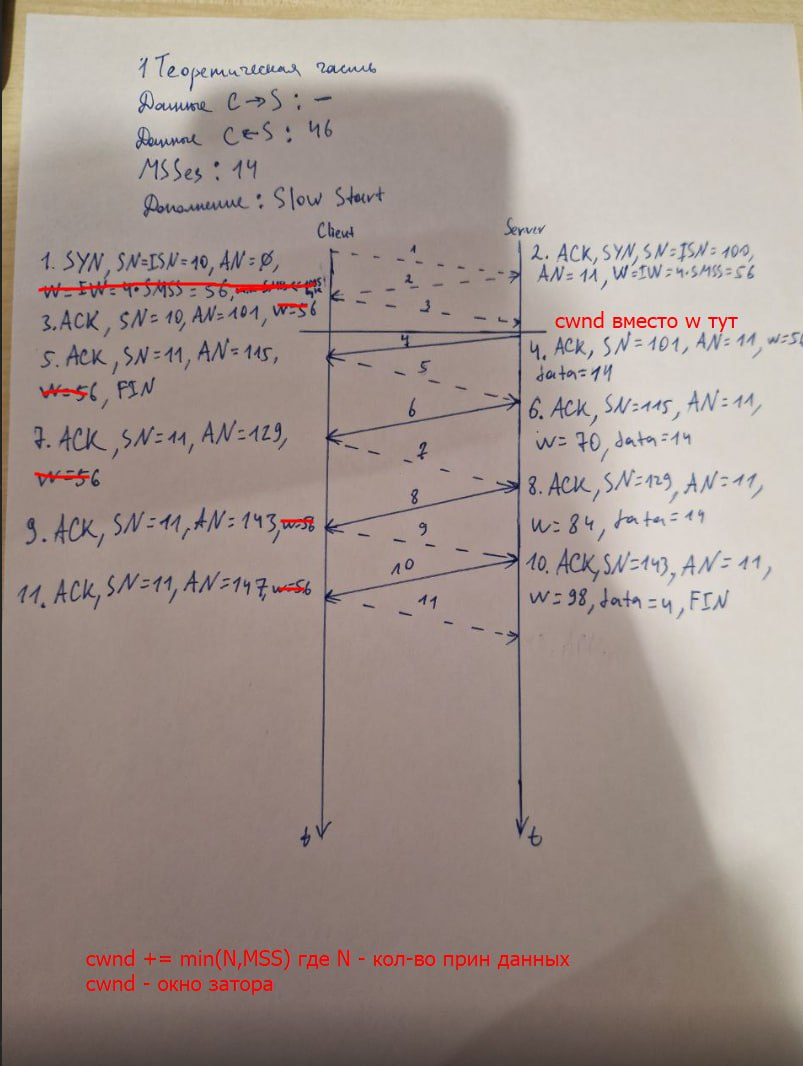 1 Теоретическая часть
Данные C→S : —
Данные C←S : 46
MSSes : 14
Дополнение : Slow Start
Client
Server
1. SYN, SN=ISN=10, AN=∅,
W=IW=4·SMSS=56,
3. ACK, SN=10, AN=101, W=56
5. ACK, SN=11, AN=115,
W=56, FIN
7. ACK, SN=11, AN=129,
W=56
9. ACK, SN=11, AN=143, W=56
11. ACK, SN=11, AN=147, W=56
1
2
3
4
5
6
7
8
9
10
11
2. ACK, SYN, SN=ISN=100,
AN=11, W=IW=4·SMSS=56
cwnd вместо w тут
4. ACK, SN=101, AN=11, W=56
data=14
6. ACK, SN=115, AN=11,
W=70, data=14
8. ACK, SN=129, AN=11,
W=84, data=14
10. ACK, SN=143, AN=11,
W=98, data=4, FIN
t
t
cwnd += min(N,MSS) где N - кол-во прин данных
cwnd - окно затора